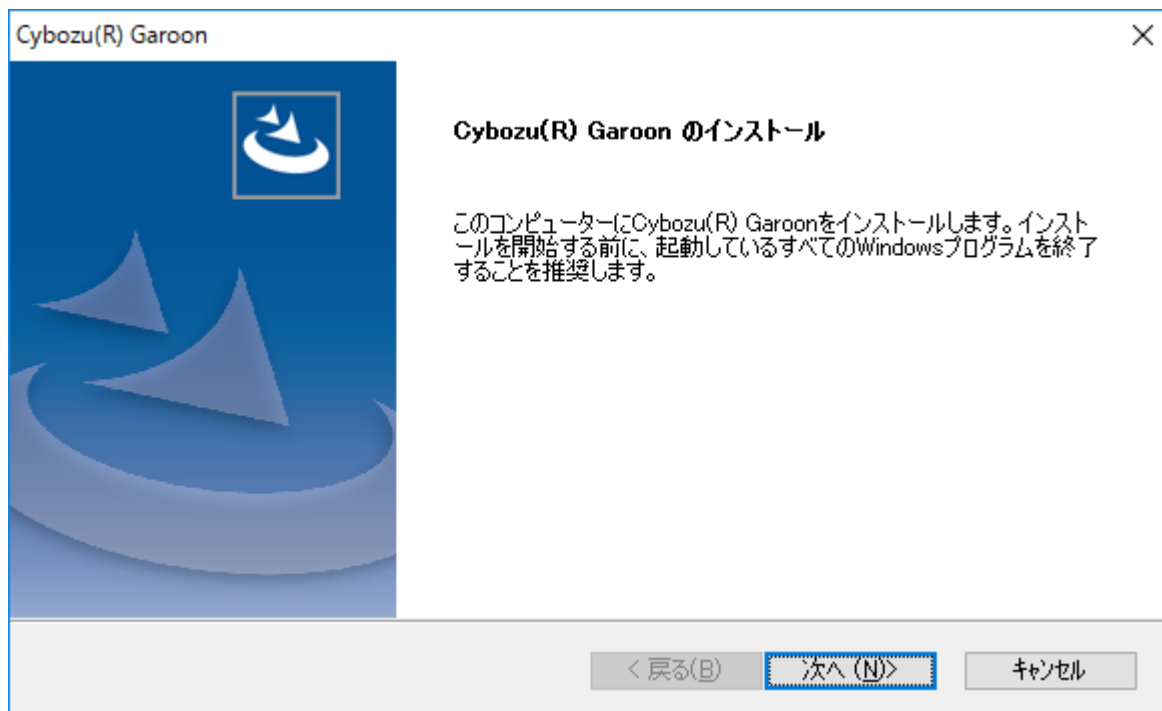 Cybozu(R) Garoon
Cybozu(R) Garoon のインストール
このコンピューターにCybozu(R) Garoonをインストールします。インスト
ールを開始する前に、起動しているすべてのWindowsプログラムを終了
することを推奨します。
< 戻る(B)
次へ (N)>
キャンセル